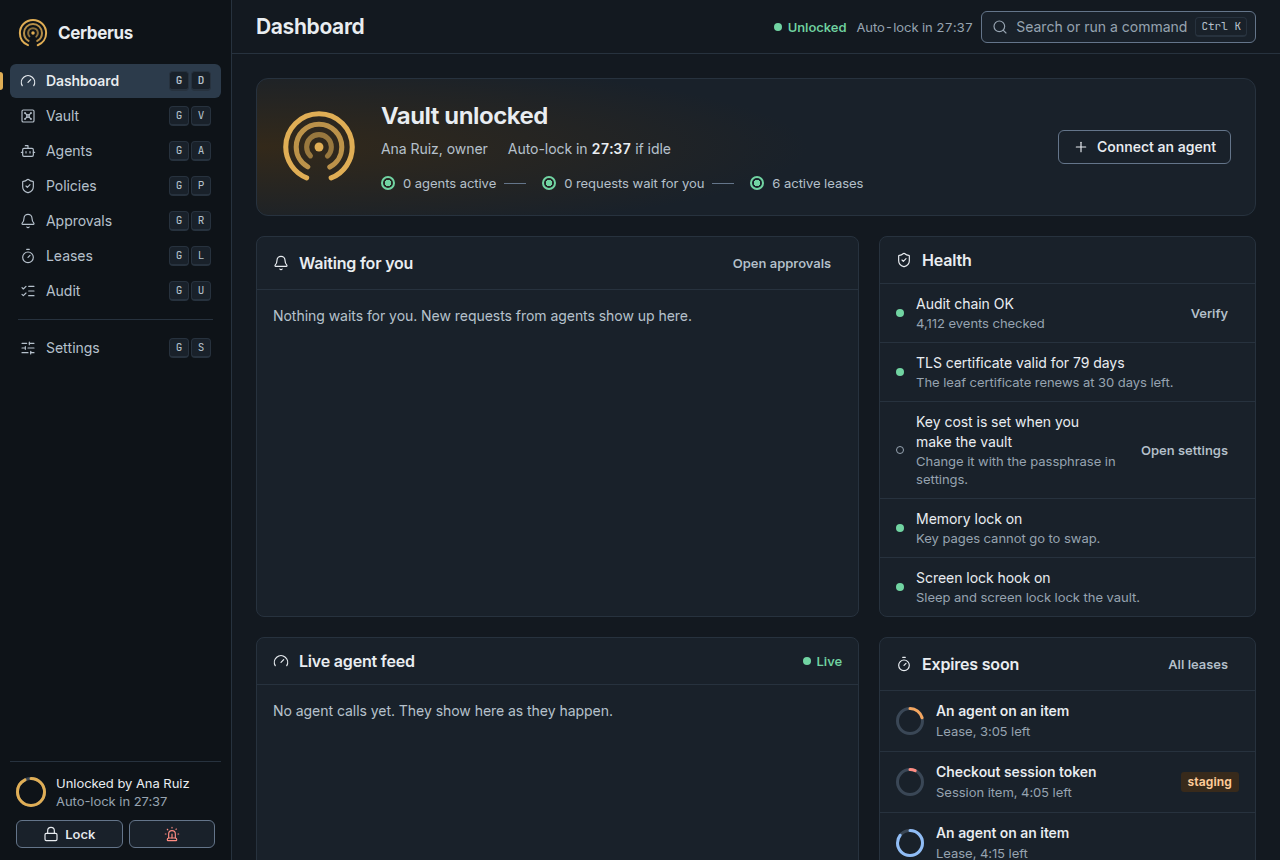 Cerberus
Dashboard G D
Vault G V
Agents G A
Policies G P
Approvals G R
Leases G L
Audit G U
Settings G S
Unlocked by Ana Ruiz
Auto-lock in 27:37
Lock
Dashboard
Unlocked Auto-lock in 27:37
Search or run a command Ctrl K
Vault unlocked
Ana Ruiz, owner Auto-lock in 27:37 if idle
0 agents active 0 requests wait for you 6 active leases
Connect an agent
Waiting for you Open approvals
Nothing waits for you. New requests from agents show up here.
Health
Audit chain OK
4,112 events checked
Verify
TLS certificate valid for 79 days
The leaf certificate renews at 30 days left.
Key cost is set when you
make the vault
Change it with the passphrase in
settings.
Open settings
Memory lock on
Key pages cannot go to swap.
Screen lock hook on
Sleep and screen lock lock the vault.
Live agent feed Live
No agent calls yet. They show here as they happen.
Expires soon All leases
An agent on an item
Lease, 3:05 left
Checkout session token
Session item, 4:05 left
staging
An agent on an item
Lease, 4:15 left